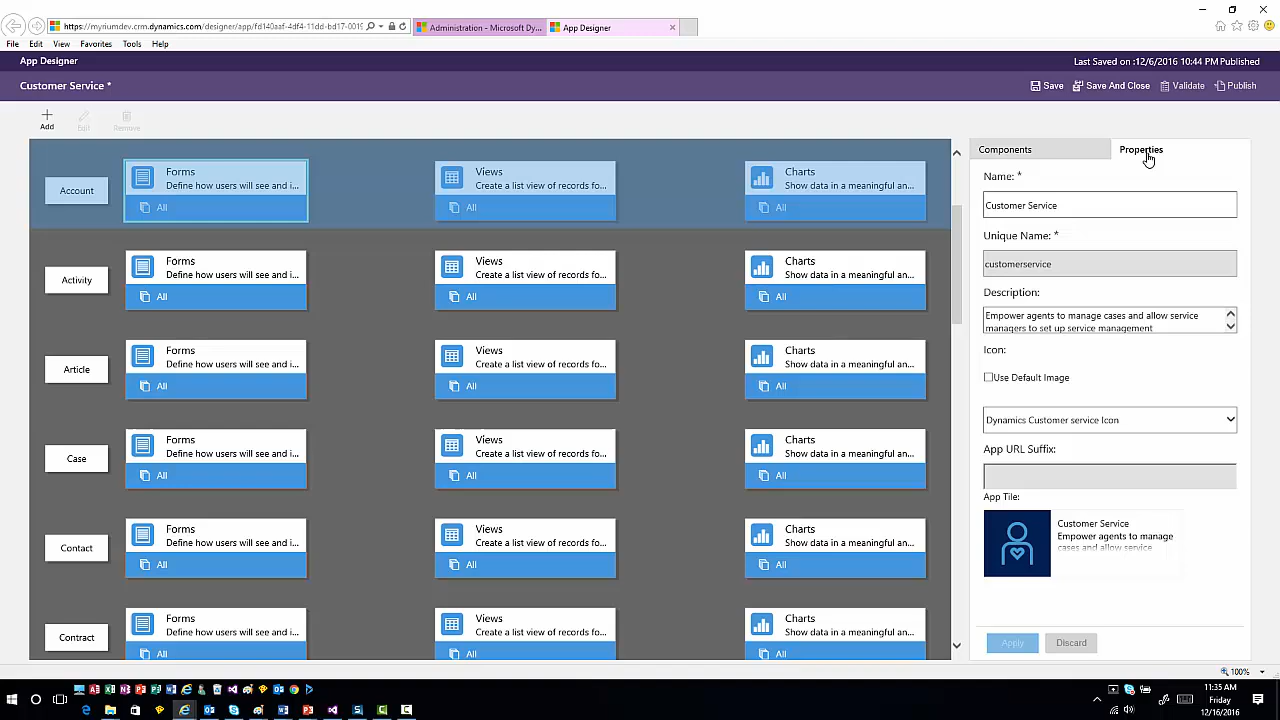 https://myriumdev.crm.dynamics.com/designer/app/fd140aaf-4df4-11dd-bd17-0019
Administration - Microsoft Dy...
App Designer
File Edit View Favorites Tools Help
App Designer
Last Saved on :12/6/2016 10:44 PM Published
Customer Service *
Save
Save And Close
Validate
Publish
Add
Edit
Remove
Account
Forms
Define how users will see and i...
All
Views
Create a list view of records fo...
All
Charts
Show data in a meaningful an...
All
Activity
Forms
Define how users will see and i...
All
Views
Create a list view of records fo...
All
Charts
Show data in a meaningful an...
All
Article
Forms
Define how users will see and i...
All
Views
Create a list view of records fo...
All
Charts
Show data in a meaningful an...
All
Case
Forms
Define how users will see and i...
All
Views
Create a list view of records fo...
All
Charts
Show data in a meaningful an...
All
Contact
Forms
Define how users will see and i...
All
Views
Create a list view of records fo...
All
Charts
Show data in a meaningful an...
All
Contract
Forms
Define how users will see and i...
All
Views
Create a list view of records fo...
All
Charts
Show data in a meaningful an...
All
Components
Properties
Name: *
Customer Service
Unique Name: *
customerservice
Description:
Empower agents to manage cases and allow service
managers to set up service management
Icon:
Use Default Image
Dynamics Customer service Icon
App URL Suffix:
App Tile:
Customer Service
Empower agents to manage
cases and allow service
Apply
Discard
100%
11:35 AM
Friday
12/16/2016